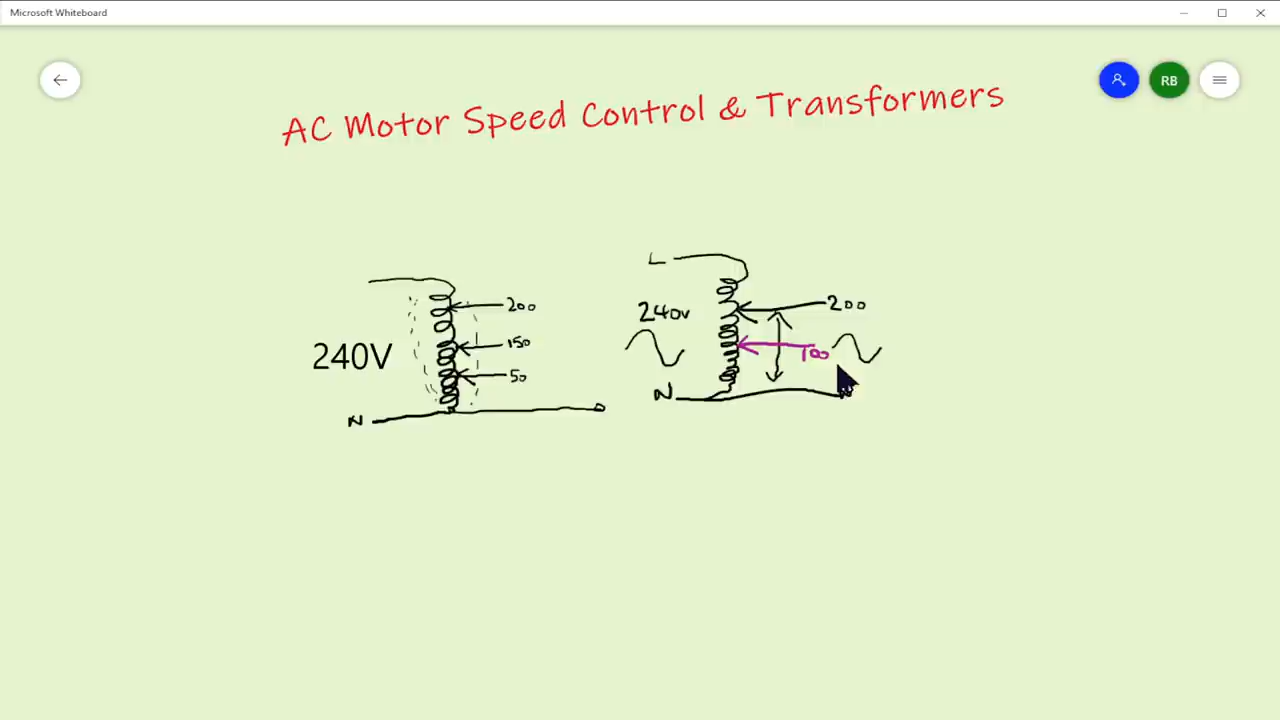 Microsoft Whiteboard
RB
AC Motor Speed Control & Transformers
L
200
240V
150
50
N
240v
200
100
N